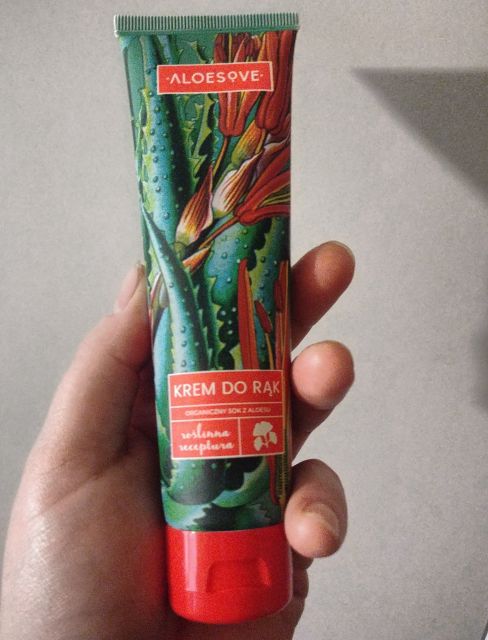 ·ALOESOVE·
KREM DO RĄK
ORGANICZNY SOK Z ALOESU
roślinna
receptura